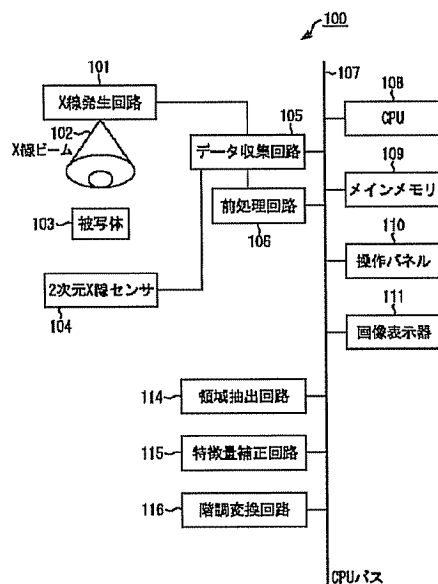 100
101
X線発生回路
102
X線ビーム
103
被写体
2次元X線センサ
104
105
データ収集回路
前処理回路
106
107
108
CPU
109
メインメモリ
110
操作パネル
111
画像表示器
114
領域抽出回路
115
特徴量補正回路
116
階調変換回路
CPUバス